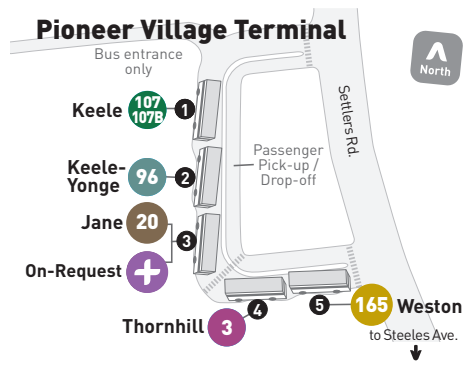 Pioneer Village Terminal
Bus entrance
only
North
Keele
107
107B
1
Settlers Rd.
Keele-
Yonge
96
2
Passenger
Pick-up /
Drop-off
Jane
20
3
On-Request
+
Thornhill
3
4
5
165
Weston
to Steeles Ave.